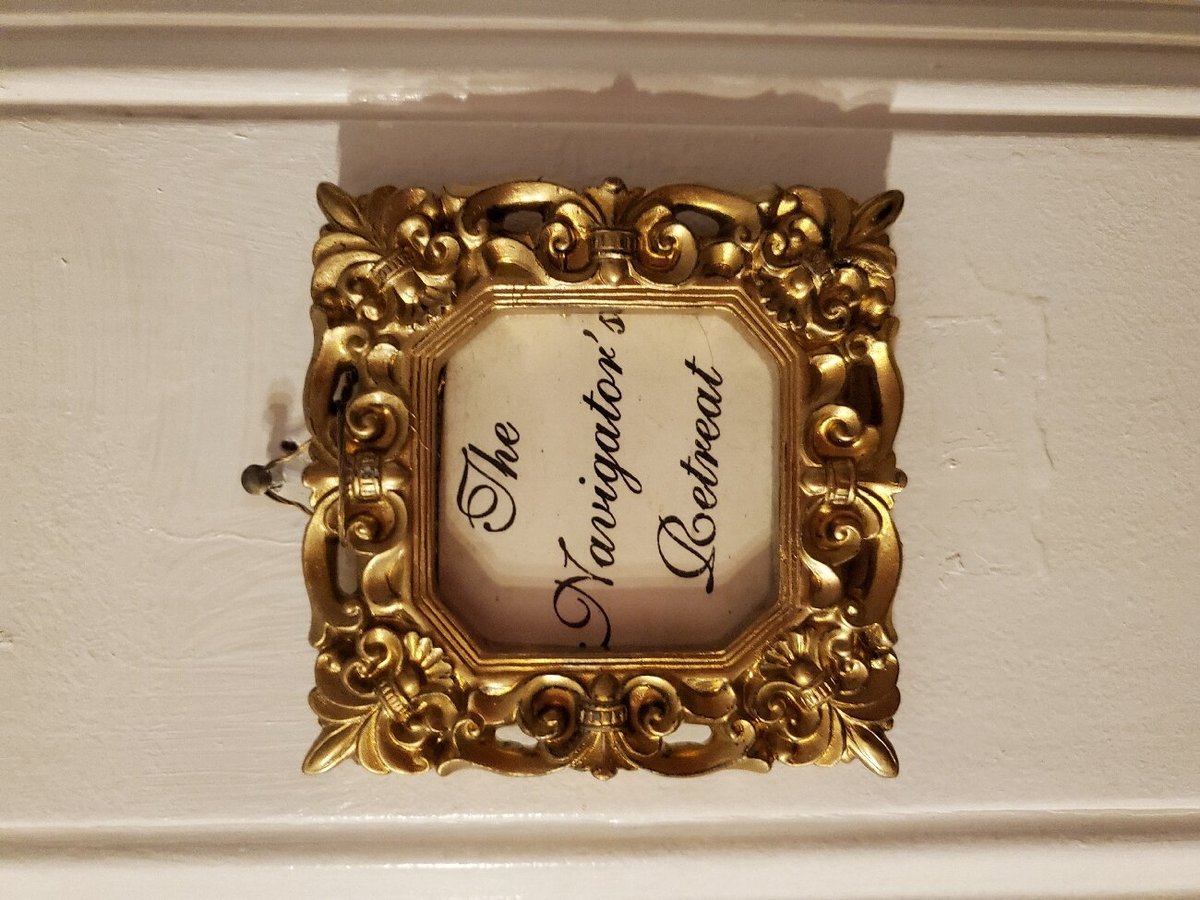 The
Navigator's
Retreat